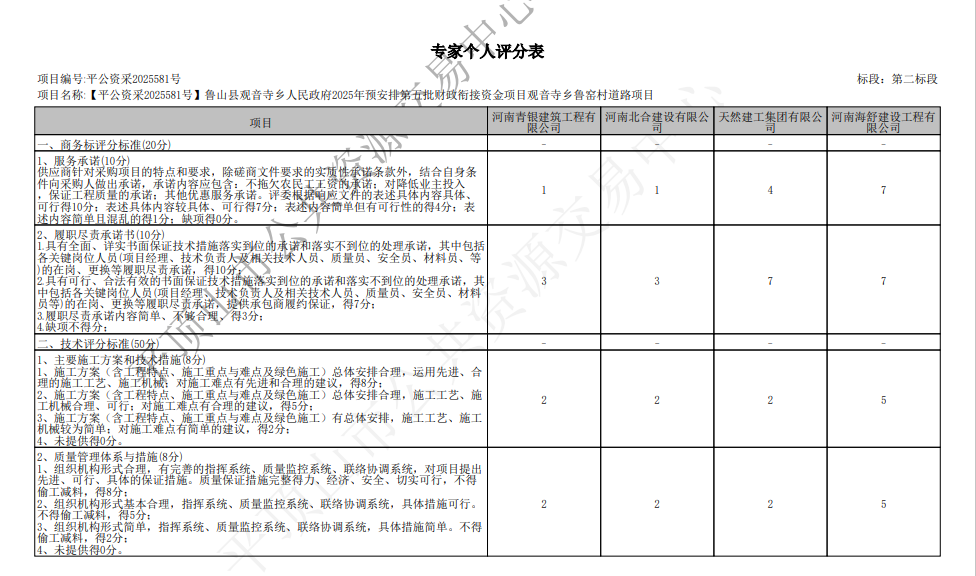 专家个人评分表
项目编号:平公资采2025581号
标段：第二标段
项目名称:【平公资采2025581号】鲁山县观音寺乡人民政府2025年预安排第五批财政衔接资金项目观音寺乡鲁窑村道路项目
项目
河南青银建筑工程有
限公司
河南北合建设有限公
司
天然建工集团有限公
司
河南海舒建设工程有
限公司
一、商务标评分标准(20分)
-
-
-
-
1、服务承诺(10分)
供应商针对采购项目的特点和要求，除磋商文件要求的实质性承诺条款外，结合自身条
件向采购人做出承诺，承诺内容应包含：不拖欠农民工工资的承诺；对降低业主投入
，保证工程质量的承诺；其他优惠服务承诺。评委根据响应文件的表述具体内容具体、
可行得10分；表述具体内容较具体、可行得7分；表述内容简单但有可行性的得4分；表
述内容简单且混乱的得1分；缺项得0分。
1
1
4
7
2、履职尽责承诺书(10分)
1.具有全面、详实书面保证技术措施落实到位的承诺和落实不到位的处理承诺，其中包括
各关键岗位人员(项目经理、技术负责人及相关技术人员、质量员、安全员、材料员、等
)的在岗、更换等履职尽责承诺，得10分；
2.具有可行、合法有效的书面保证技术措施落实到位的承诺和落实不到位的处理承诺，其
中包括各关键岗位人员(项目经理、技术负责人及相关技术人员、质量员、安全员、材料
员等)的在岗、更换等履职尽责承诺、提供承包商履约保证，得7分；
3.履职尽责承诺内容简单、不够合理、得3分；
4.缺项不得分；
3
3
7
7
二、技术评分标准(50分)
-
-
-
-
1、主要施工方案和技术措施(8分)
1、施工方案（含工程特点、施工重点与难点及绿色施工）总体安排合理，运用先进、合
理的施工工艺、施工机械；对施工难点有先进和合理的建议，得8分；
2、施工方案（含工程特点、施工重点与难点及绿色施工）总体安排合理，施工工艺、施
工机械合理、可行；对施工难点有合理的建议，得5分；
3、施工方案（含工程特点、施工重点与难点及绿色施工）有总体安排，施工工艺、施工
机械较为简单；对施工难点有简单的建议，得2分；
4、未提供得0分。
2
2
2
5
2、质量管理体系与措施(8分)
1、组织机构形式合理，有完善的指挥系统、质量监控系统、联络协调系统，对项目提出
先进、可行、具体的保证措施。质量保证措施完整得力、经济、安全、切实可行，不得
偷工减料，得8分；
2、组织机构形式基本合理，指挥系统、质量监控系统、联络协调系统，具体措施可行。
不得偷工减料，得5分；
3、组织机构形式简单，指挥系统、质量监控系统、联络协调系统，具体措施简单。不得
偷工减料，得2分；
4、未提供得0分。
2
2
2
5
平顶山市公共资源交易中心
平顶山市公共资源交易中心